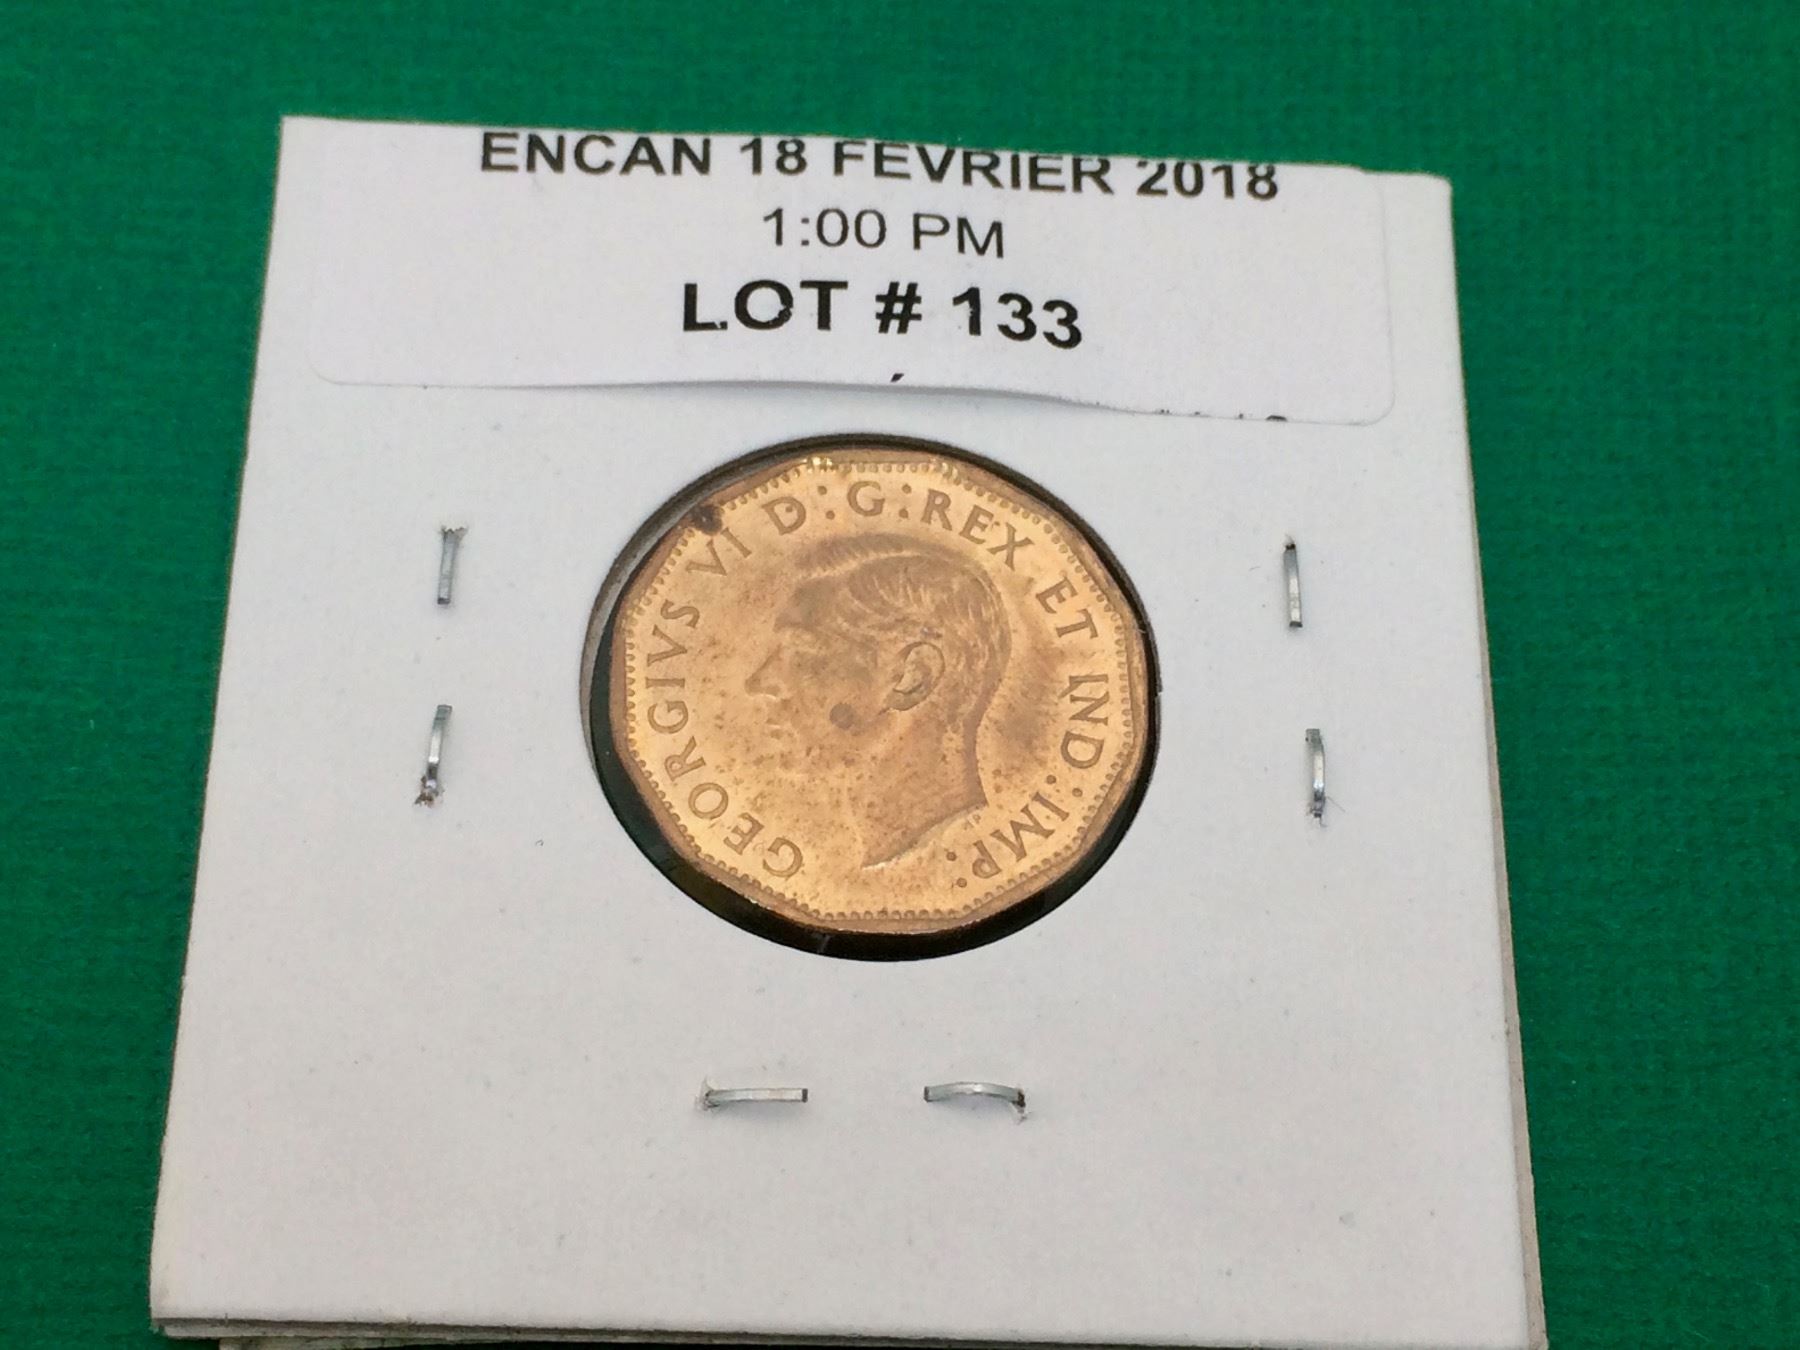 ENCAN 18 FEVRIER 2018
1:00 PM
LOT # 133
GEORGIVS VI D:G:REX ET IND:IMP: